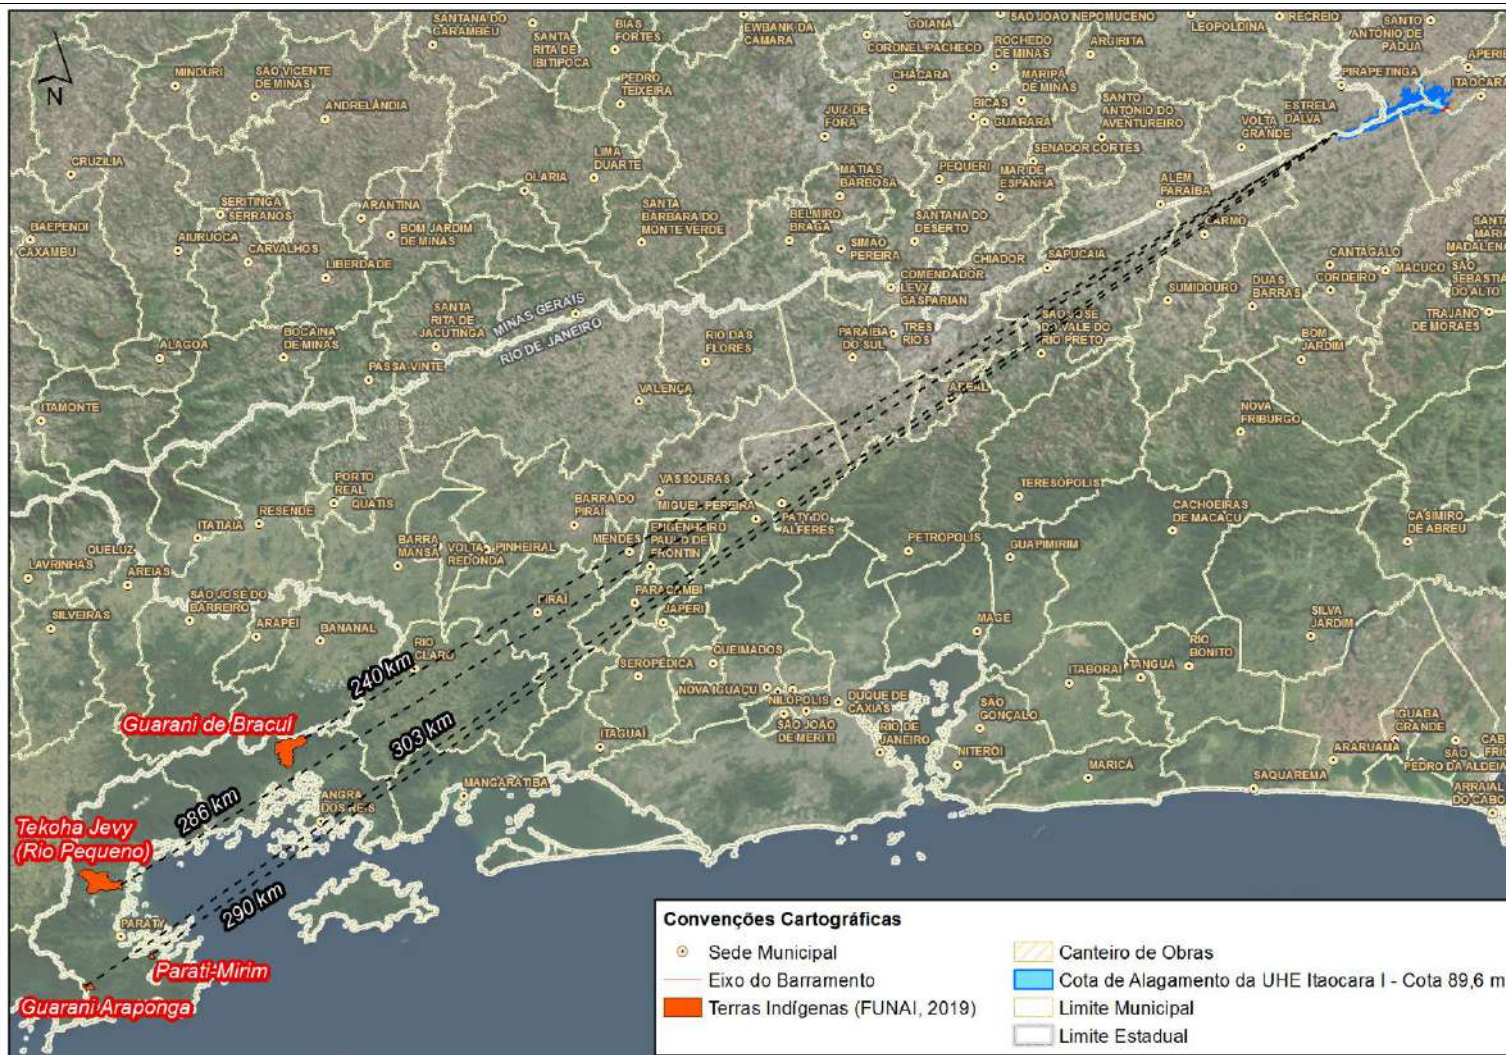 N
SANTANA DO
GARAMBÉU
SANTA
RITA DE
IBITIPOCA
BIAS
FORTES
EWBANK DA
CÂMARA
GOIANÁ
SÃO JOÃO NEPOMUCENO
LEOPOLDINA
RECREIO
SANTO
ANTÔNIO DE
PÁDUA
CORONEL PACHECO
ROCHEDO
DE MINAS
ARGIRITA
APERIB
MINDURI
SÃO VICENTE
DE MINAS
PEDRO
TEIXEIRA
CHÁCARA
MARIPÁ
DE MINAS
PIRAPETINGA
ITAOCARA
ANDRELÂNDIA
JUIZ DE
FORA
BICAS
GUARARÁ
SANTO
ANTÔNIO DO
AVENTUREIRO
ESTRELA
DALVA
VOLTA
GRANDE
CRUZÍLIA
LIMA
DUARTE
OLARIA
SENADOR CORTES
MATIAS
BARBOSA
PEQUERI
MAR DE
ESPANHA
ALÉM
PARAÍBA
SERITINGA
SERRANOS
ARANTINA
SANTA
BÁRBARA DO
MONTE VERDE
BELMIRO
BRAGA
SANTANA DO
DESERTO
CARMO
BAEPENDI
CAXAMBU
AIURUOCA
CARVALHOS
BOM JARDIM
DE MINAS
SIMÃO
PEREIRA
CHIADOR
SAPUCAIA
CANTAGALO
CORDEIRO
MACUCO
SANTA
MARIA
MADALENA
LIBERDADE
COMENDADOR
LEVY
GASPARIAN
SUMIDOURO
DUAS
BARRAS
SÃO
SEBASTIÃ
DO ALTO
SANTA
RITA DE
JACUTINGA
MINAS GERAIS
RIO DE JANEIRO
TRAJANO
DE MORAES
ALAGOA
BOCAINA
DE MINAS
RIO DAS
FLORES
PARAÍBA
DO SUL
TRÊS
RIOS
SÃO JOSÉ
DO VALE DO
RIO PRETO
BOM
JARDIM
PASSA-VINTE
VALENÇA
AREAL
ITAMONTE
NOVA
FRIBURGO
PORTO
REAL
QUATIS
RESENDE
ITATIAIA
BARRA DO
PIRAÍ
VASSOURAS
MIGUEL PEREIRA
PATY DO
ALFERES
TERESÓPOLIS
CACHOEIRAS
DE MACACU
CASIMIRO
DE ABREU
QUELUZ
LAVRINHAS
AREIAS
BARRA
MANSA
VOLTA
REDONDA
PINHEIRAL
MENDES
ENGENHEIRO
PAULO DE
FRONTIN
PETRÓPOLIS
GUAPIMIRIM
SILVEIRAS
SÃO JOSÉ DO
BARREIRO
ARAPEÍ
BANANAL
PIRAÍ
PARACAMBI
JAPERI
MAGÉ
SILVA
JARDIM
RIO
CLARO
SEROPÉDICA
QUEIMADOS
ITABORAÍ
TANGUÁ
RIO
BONITO
240 km
NOVA IGUAÇU
NILÓPOLIS
DUQUE DE
CAXIAS
SÃO JOÃO
DE MERITI
RIO DE
JANEIRO
SÃO
GONÇALO
Guarani de Bracuí
303 km
ITAGUAÍ
NITERÓI
IGUABA
GRANDE
ARARUAMA
SÃO
PEDRO DA ALDEIA
CAB
FRI
MANGARATIBA
MARICÁ
SAQUAREMA
ARRAIAL
DO CABO
ANGRA
DOS REIS
286 km
Tekoha Jevy
(Rio Pequeno)
290 km
PARATY
Parati-Mirim
Guarani Araponga
Convenções Cartográficas
Sede Municipal
Eixo do Barramento
Terras Indígenas (FUNAI, 2019)
Canteiro de Obras
Cota de Alagamento da UHE Itaocara I - Cota 89,6 m
Limite Municipal
Limite Estadual